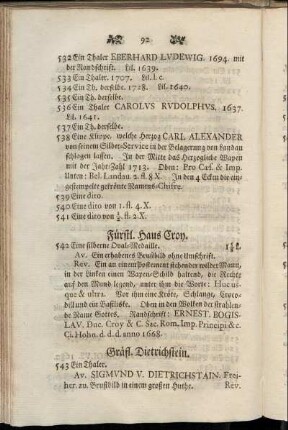 92
532 Ein Thaler EBERHARD LVDEWIG. 1694. mit
der Randschrift. Lil. 1639.
533 Ein Thaler. 1707. Lil. l. c.
534 Ein Th. derselbe. 1718. Lil. 1640.
535 Ein Th. derselbe.
536 Ein Thaler CAROLVS RVDOLPHVS. 1637.
Lil. 1641.
537 Ein Th. derselbe.
538 Eine Klippe, welche Herzog CARL ALEXANDER
von seinem Silber-Service in der Belagerung von Landau
schlagen lassen. In der Mitte das Herzogliche Wapen
mit der Jahr-Zahl 1713. Oben: Pro Cæs. & Imp.
Unten: Bel. Landau. 2. fl. 8 X. In den 4 Ecken der ein-
gestempelte gekrönte Namens-Chiffre.
539 Eine dito.
540 Eine dito von 1. fl. 4 X.
541 Eine dito von ½. fl. 2. X.
Fürstl. Haus Croy.
542 Eine silberne Oval-Medaille.
Av. Ein erhabenes Brustbild ohne Umschrift.
Rev. Ein an einem Postement stehender wilder Mann,
in der Linken einen Wapen-Schild haltend, die Rechte
auf den Mund legend, unter ihm die Worte: Hoc us-
que & ultra. Vor ihm eine Kröte, Schlange, Croco-
dill und ein Basilisk. Oben in den Wolken der strahlen-
de Name Gottes, Randschrift: ERNEST. BOGIS-
LAV. Duc. Croy & C. Sac. Rom. Imp. Principi & c.
Ci. Hohn. d. d. d. anno 1668.
Gräfl. Dietrichstein.
543 Ein Thaler.
Av. SIGMVND V. DIETRICHSTAIN. Frei-
her. zu. Brustbild in einem grossen Huthe.
Rev.